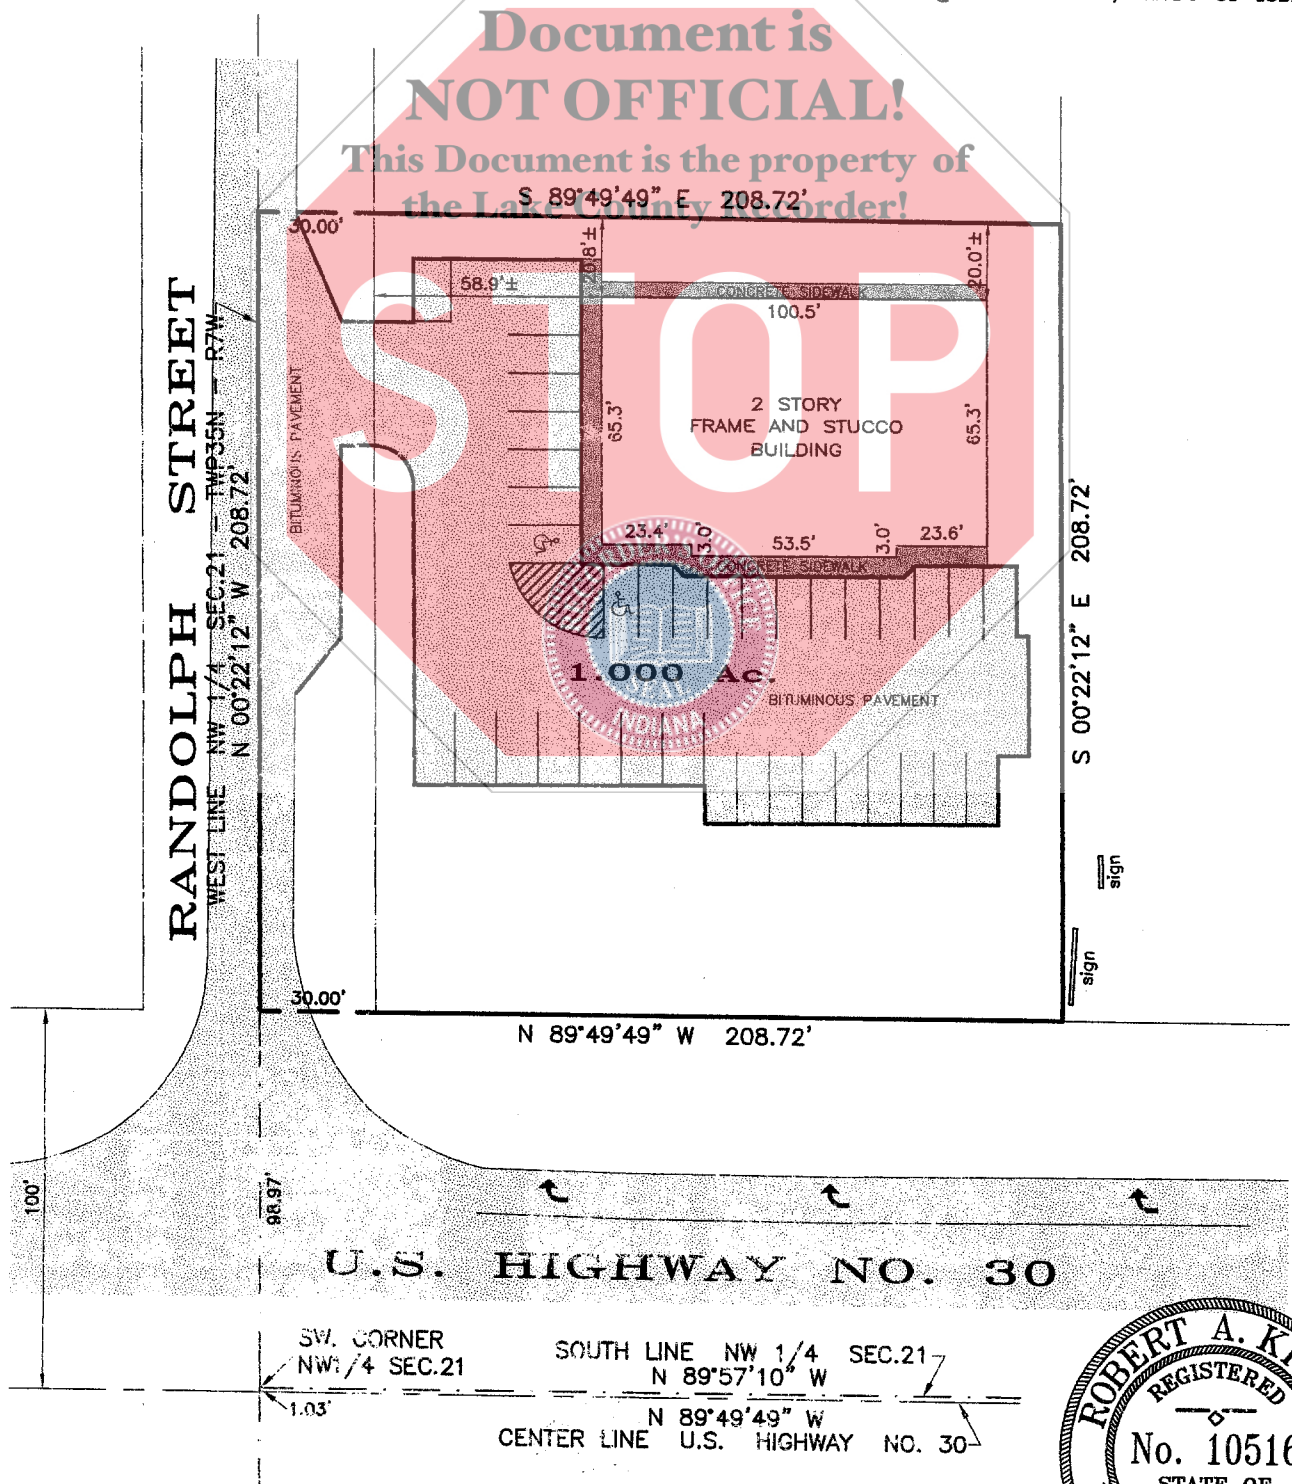 Document is
NOT OFFICIAL!
This Document is the property of
the Lake County Recorder!
STOP
S 89°49'49" E 208.72'
30.00'
20.0'±
58.9'±
CONCRETE SIDEWALK
100.5'
2 STORY
FRAME AND STUCCO
BUILDING
65.3'
65.3'
RANDOLPH STREET
WEST LINE NW 1/4 SEC.21 - TWP35N - R7W
N 00°22'12" W 208.72'
BITUMINOUS PAVEMENT
23.4'
3.0'
53.5'
3.0'
23.6'
CONCRETE SIDEWALK
S 00°22'12" E 208.72'
1.000 Ac.
BITUMINOUS PAVEMENT
SEAL
INDIANA
sign
sign
30.00'
N 89°49'49" W 208.72'
100'
98.97'
U.S. HIGHWAY NO. 30
SW. CORNER
NW1/4 SEC.21
SOUTH LINE NW 1/4 SEC.21
N 89°57'10" W
1.03'
N 89°49'49" W
CENTER LINE U.S. HIGHWAY NO. 30
ROBERT A.
REGISTERED
No. 10516
STATE OF